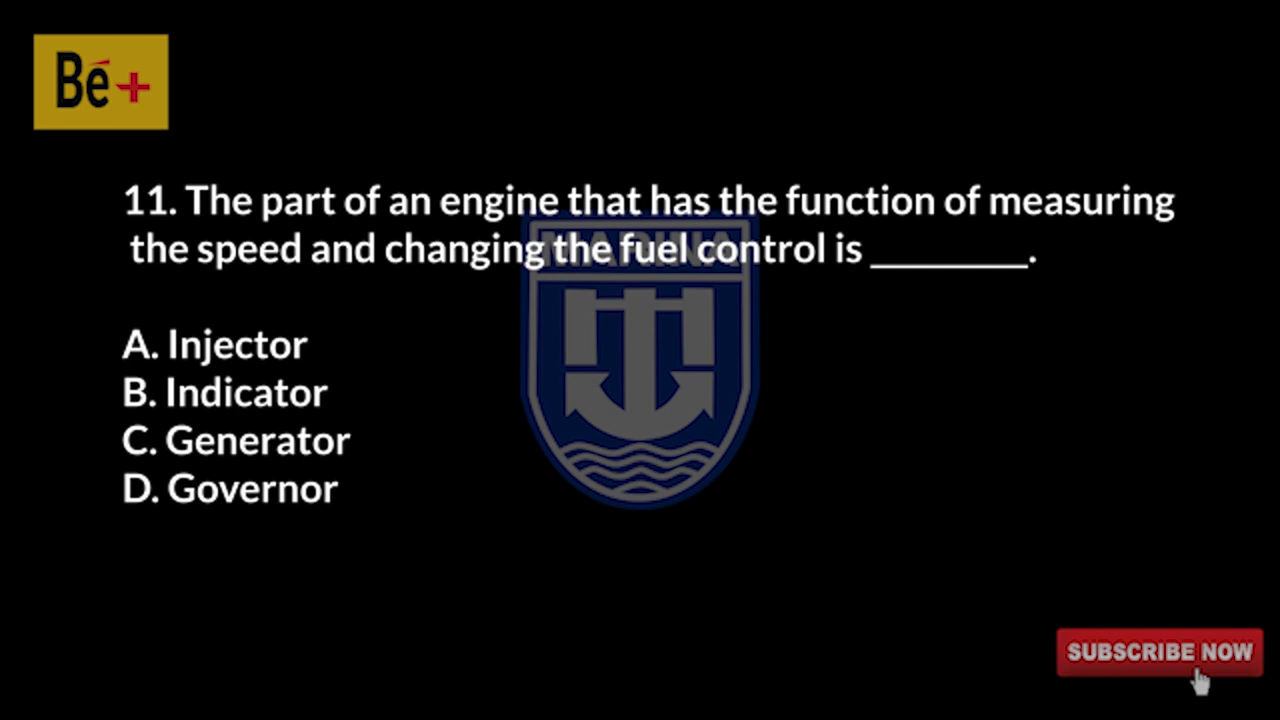 Bé+
11. The part of an engine that has the function of measuring
the speed and changing the fuel control is ________.
MARINA
A. Injector
B. Indicator
C. Generator
D. Governor
SUBSCRIBE NOW